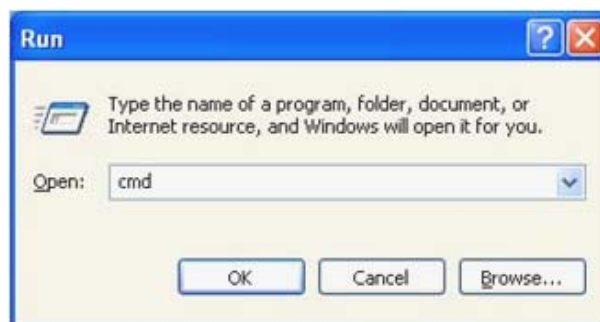 Run
Type the name of a program, folder, document, or
Internet resource, and Windows will open it for you.
Open: cmd
OK Cancel Browse...